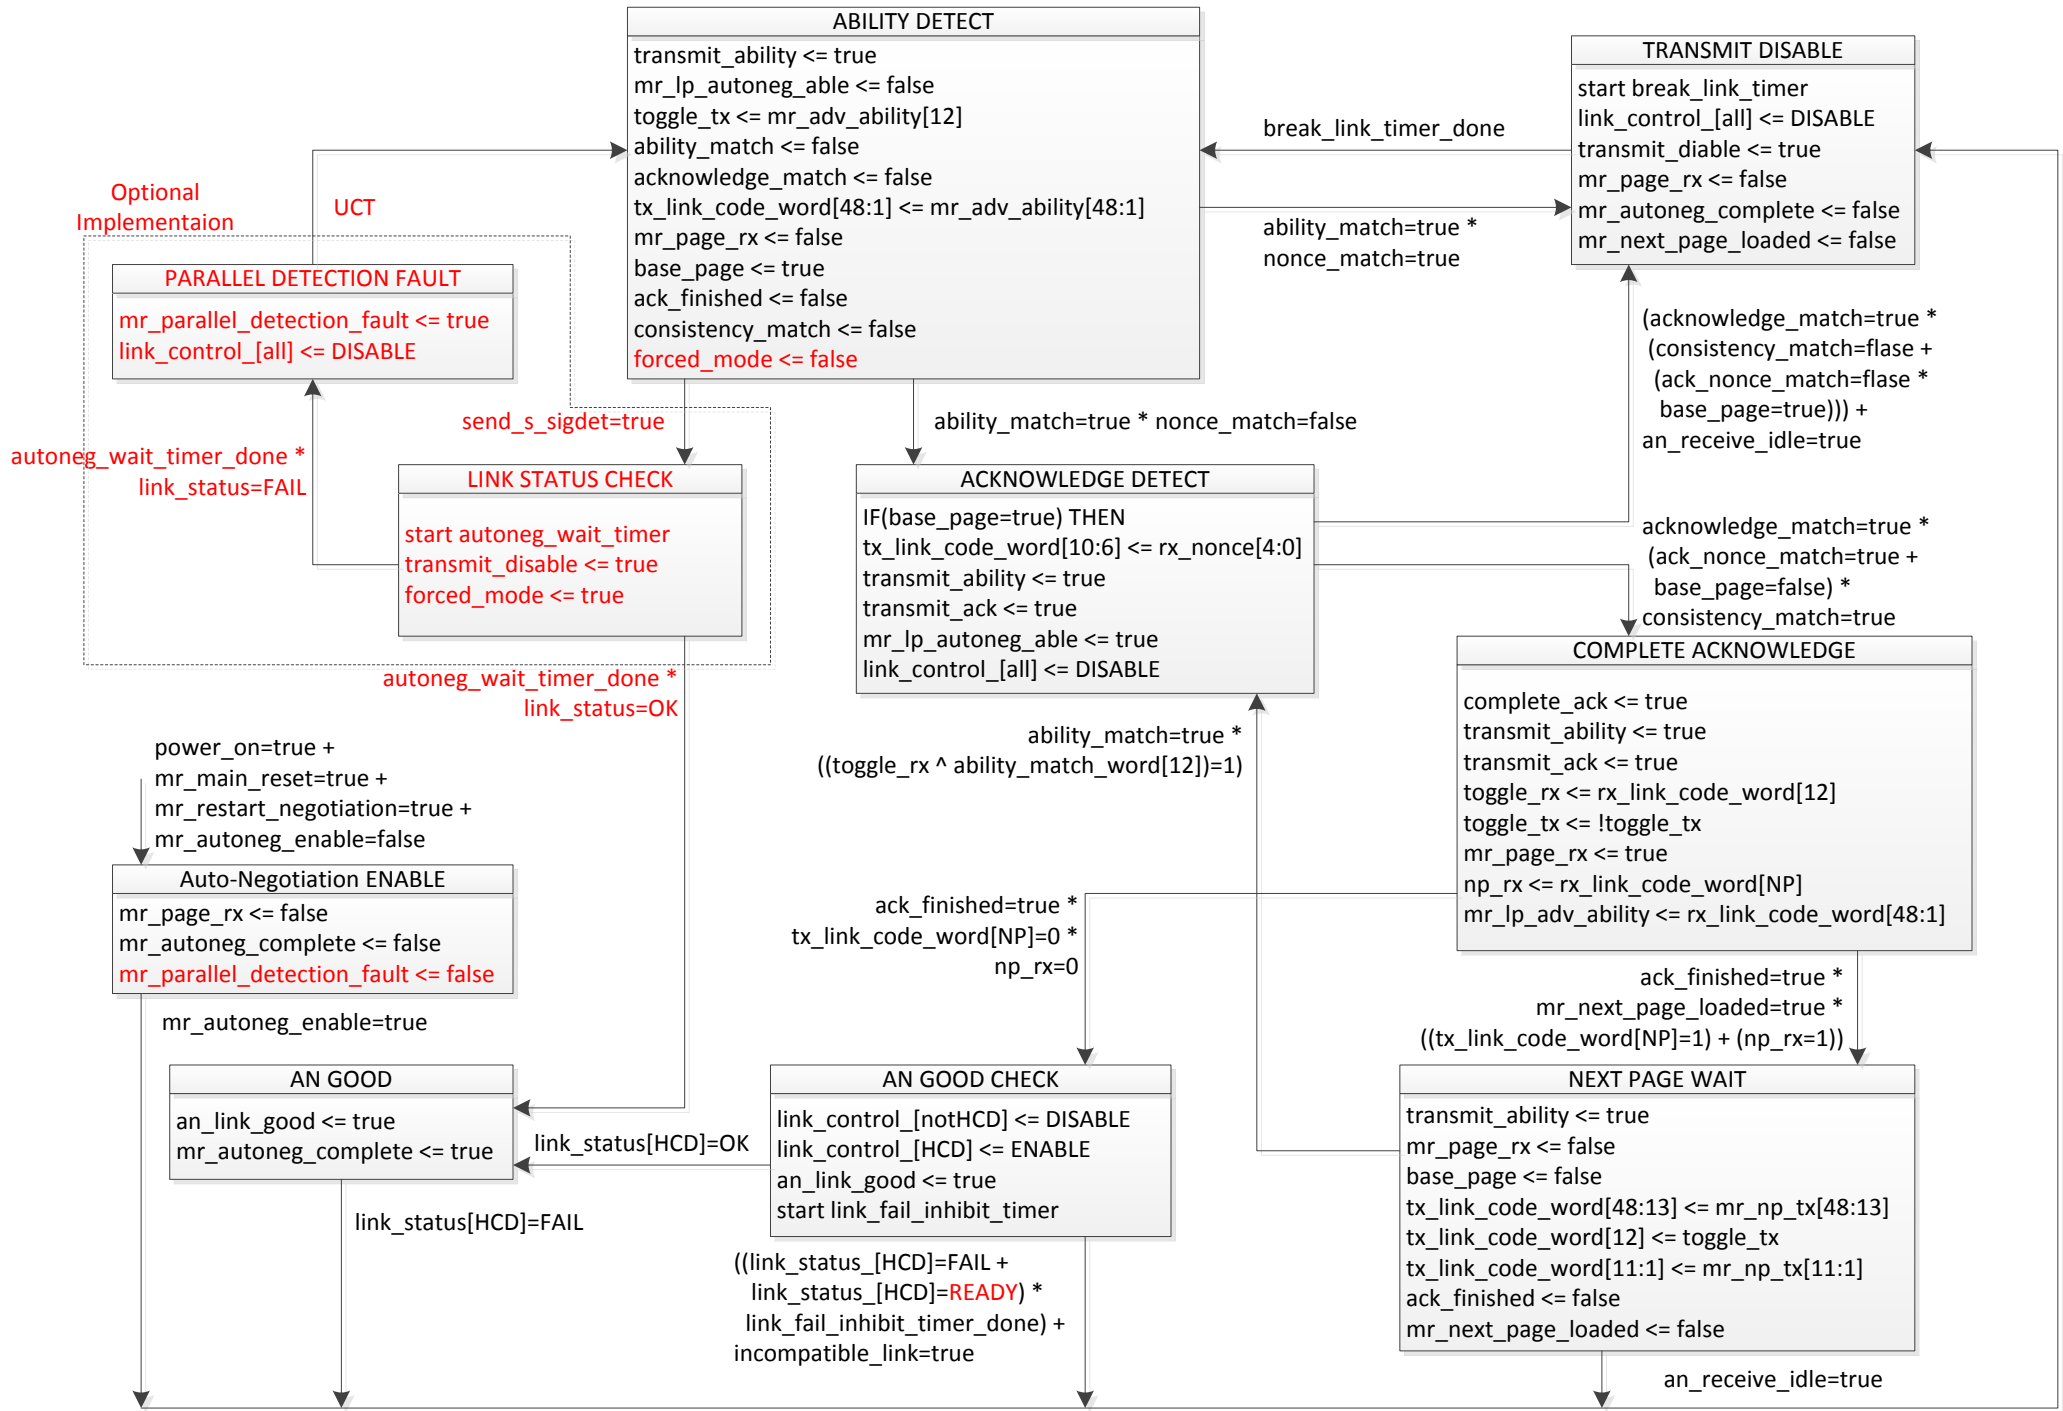 ABILITY DETECT
transmit_ability <= true
mr_lp_autoneg_able <= false
toggle_tx <= mr_adv_ability[12]
ability_match <= false
acknowledge_match <= false
tx_link_code_word[48:1] <= mr_adv_ability[48:1]
mr_page_rx <= false
base_page <= true
ack_finished <= false
consistency_match <= false
forced_mode <= false
TRANSMIT DISABLE
start break_link_timer
link_control_[all] <= DISABLE
transmit_diable <= true
mr_page_rx <= false
mr_autoneg_complete <= false
mr_next_page_loaded <= false
break_link_timer_done
ability_match=true *
nonce_match=true
Optional
Implementaion
UCT
PARALLEL DETECTION FAULT
mr_parallel_detection_fault <= true
link_control_[all] <= DISABLE
(acknowledge_match=true *
(consistency_match=flase +
(ack_nonce_match=flase *
base_page=true))) +
an_receive_idle=true
send_s_sigdet=true
ability_match=true * nonce_match=false
autoneg_wait_timer_done *
link_status=FAIL
LINK STATUS CHECK
start autoneg_wait_timer
transmit_disable <= true
forced_mode <= true
ACKNOWLEDGE DETECT
IF(base_page=true) THEN
tx_link_code_word[10:6] <= rx_nonce[4:0]
transmit_ability <= true
transmit_ack <= true
mr_lp_autoneg_able <= true
link_control_[all] <= DISABLE
acknowledge_match=true *
(ack_nonce_match=true +
base_page=false) *
consistency_match=true
COMPLETE ACKNOWLEDGE
complete_ack <= true
transmit_ability <= true
transmit_ack <= true
toggle_rx <= rx_link_code_word[12]
toggle_tx <= !toggle_tx
mr_page_rx <= true
np_rx <= rx_link_code_word[NP]
mr_lp_adv_ability <= rx_link_code_word[48:1]
autoneg_wait_timer_done *
link_status=OK
ability_match=true *
((toggle_rx ^ ability_match_word[12])=1)
power_on=true +
mr_main_reset=true +
mr_restart_negotiation=true +
mr_autoneg_enable=false
Auto-Negotiation ENABLE
mr_page_rx <= false
mr_autoneg_complete <= false
mr_parallel_detection_fault <= false
ack_finished=true *
tx_link_code_word[NP]=0 *
np_rx=0
ack_finished=true *
mr_next_page_loaded=true *
((tx_link_code_word[NP]=1) + (np_rx=1))
mr_autoneg_enable=true
AN GOOD
an_link_good <= true
mr_autoneg_complete <= true
link_status[HCD]=OK
AN GOOD CHECK
link_control_[notHCD] <= DISABLE
link_control_[HCD] <= ENABLE
an_link_good <= true
start link_fail_inhibit_timer
NEXT PAGE WAIT
transmit_ability <= true
mr_page_rx <= false
base_page <= false
tx_link_code_word[48:13] <= mr_np_tx[48:13]
tx_link_code_word[12] <= toggle_tx
tx_link_code_word[11:1] <= mr_np_tx[11:1]
ack_finished <= false
mr_next_page_loaded <= false
link_status[HCD]=FAIL
((link_status_[HCD]=FAIL +
link_status_[HCD]=READY) *
link_fail_inhibit_timer_done) +
incompatible_link=true
an_receive_idle=true